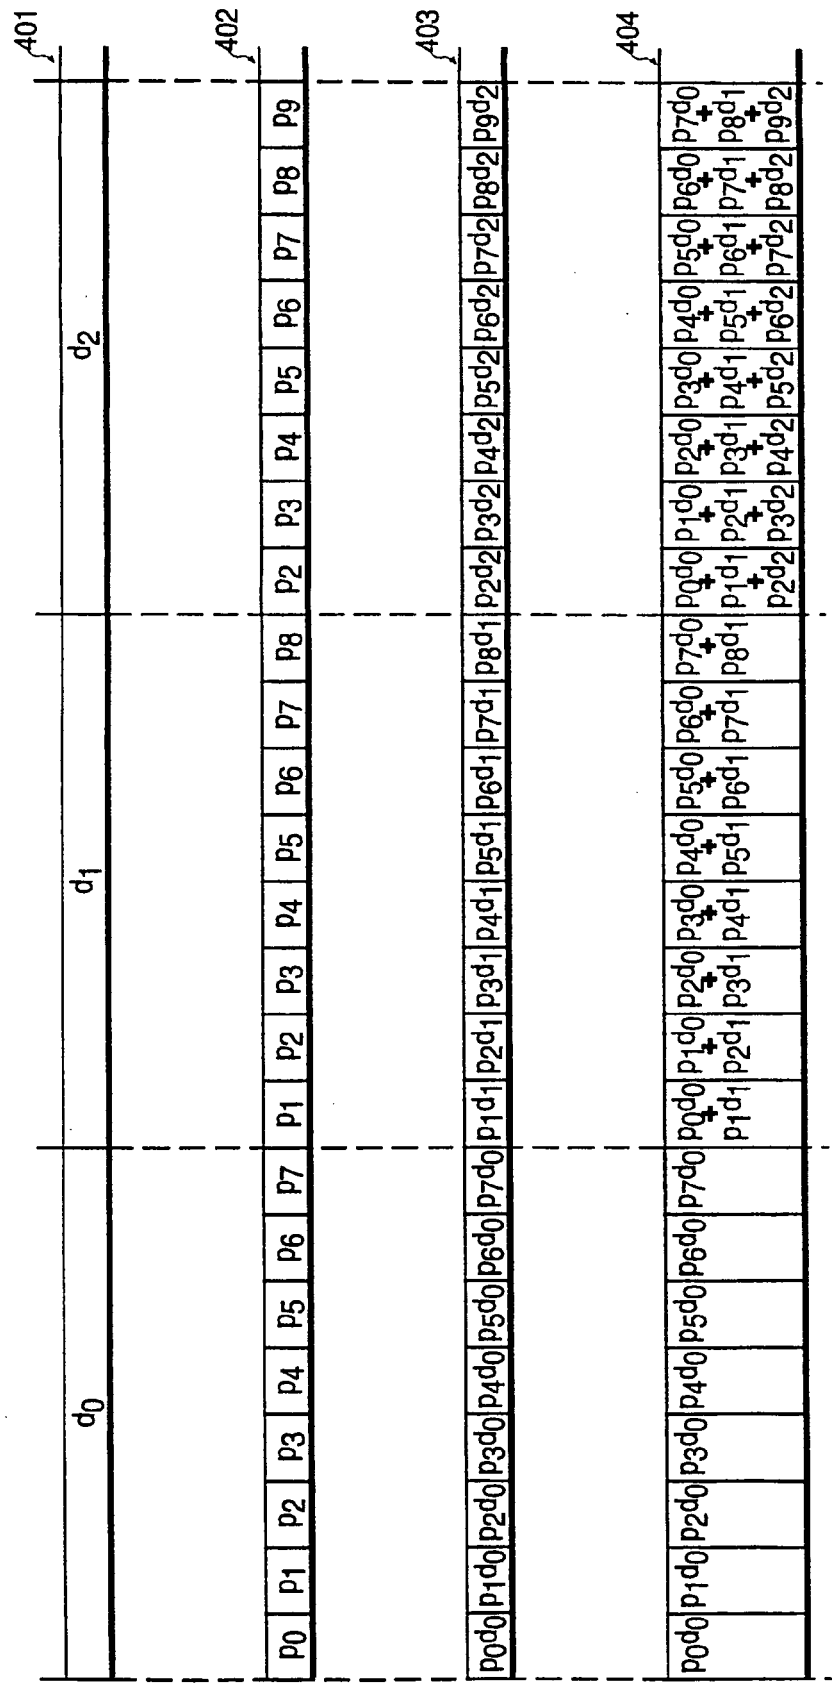 d0 d1 d2 401
p0 p1 p2 p3 p4 p5 p6 p7 p1 p2 p3 p4 p5 p6 p7 p8 p2 p3 p4 p5 p6 p7 p8 p9 402
p0d0 p1d0 p2d0 p3d0 p4d0 p5d0 p6d0 p7d0 p1d1 p2d1 p3d1 p4d1 p5d1 p6d1 p7d1 p8d1 p2d2 p3d2 p4d2 p5d2 p6d2 p7d2 p8d2 p9d2 403
404
p0d0 p1d0 p2d0 p3d0 p4d0 p5d0 p6d0 p7d0 p0d0 p1d0 p2d0 p3d0 p4d0 p5d0 p6d0 p7d0 p0d0 p1d0 p2d0 p3d0 p4d0 p5d0 p6d0 p7d0
+ + + + + + + + + + + + + + + +
p1d1 p2d1 p3d1 p4d1 p5d1 p6d1 p7d1 p8d1 p1d1 p2d1 p3d1 p4d1 p5d1 p6d1 p7d1 p8d1
+ + + + + + + +
p2d2 p3d2 p4d2 p5d2 p6d2 p7d2 p8d2 p9d2